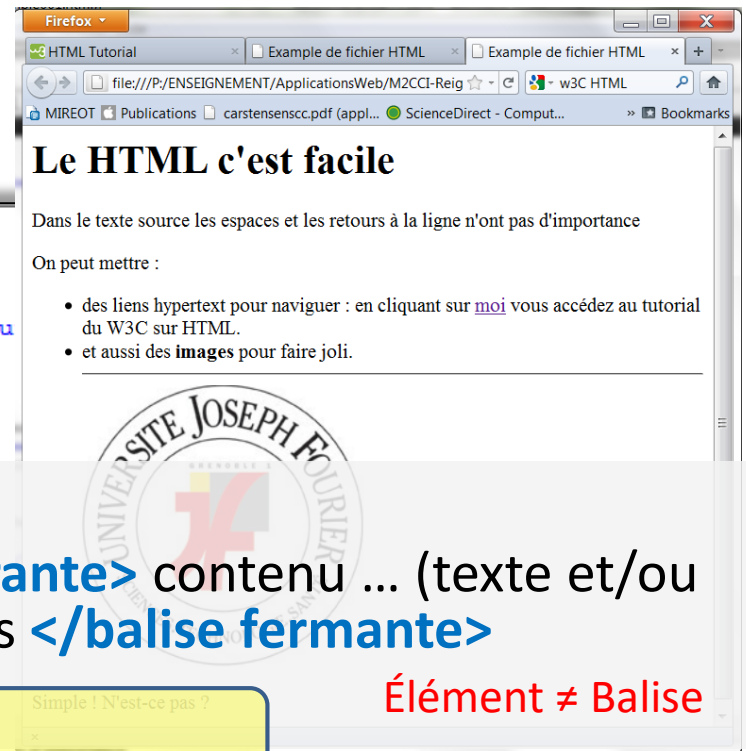 Firefox
HTML Tutorial × Example de fichier HTML × Example de fichier HTML × +
file:///P:/ENSEIGNEMENT/ApplicationsWeb/M2CCI-Reig w3C HTML
MIREOT Publications carstensenscc.pdf (appl... ScienceDirect - Comput... » Bookmarks
Le HTML c'est facile
Dans le texte source les espaces et les retours à la ligne n'ont pas d'importance
On peut mettre :
• des liens hypertext pour naviguer : en cliquant sur moi vous accédez au tutorial
du W3C sur HTML.
• et aussi des images pour faire joli.
UNIVERSITE JOSEPH FOURIER
GRENOBLE 1
rante> contenu ... (texte et/ou
s </balise fermante>
Simple ! N'est-ce pas ?
Élément ≠ Balise